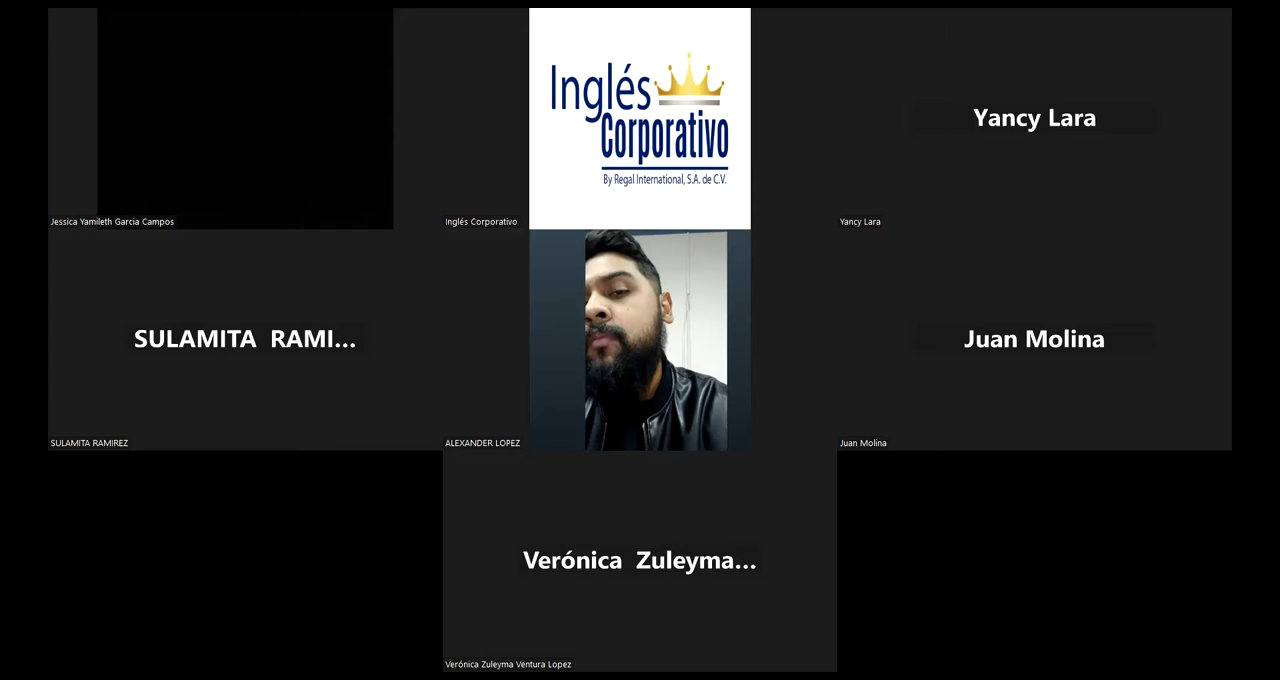 Jessica Yamileth Garcia Campos
Inglés
Corporativo
By Regal International, S.A. de C.V.
Inglés Corporativo
Yancy Lara
Yancy Lara
SULAMITA RAMI...
SULAMITA RAMIREZ
ALEXANDER LOPEZ
Juan Molina
Juan Molina
Verónica Zuleyma...
Verónica Zuleyma Ventura Lopez